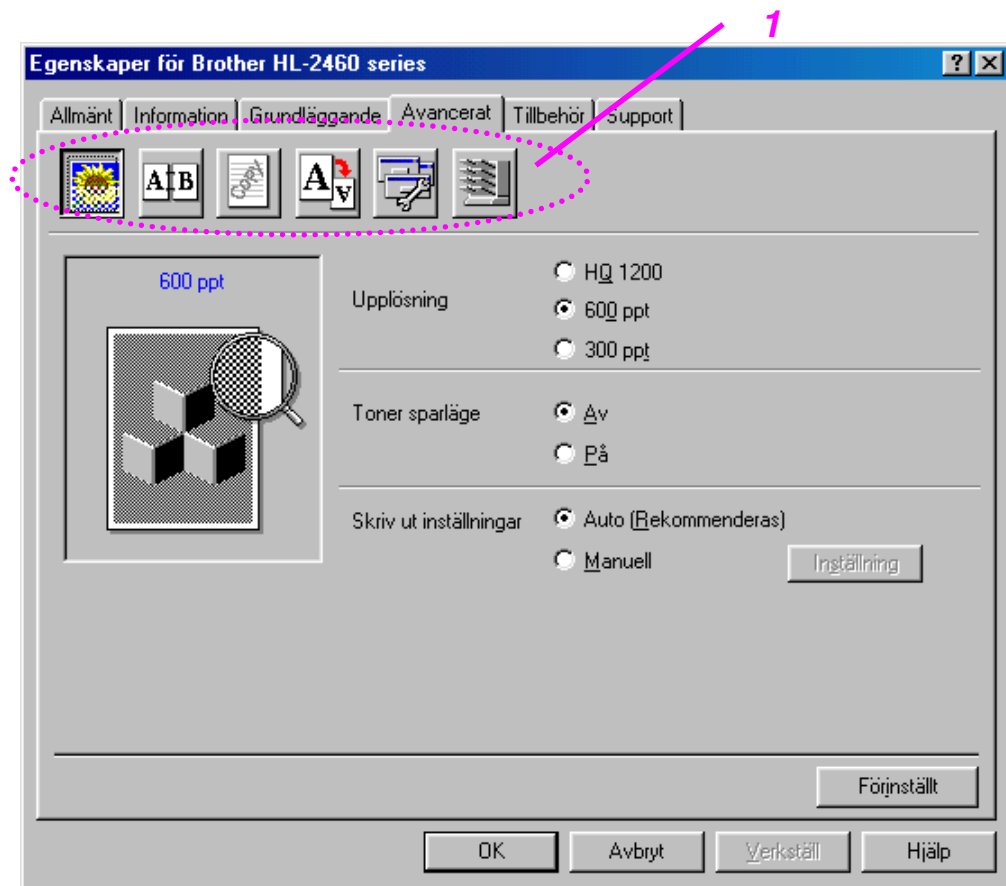 1
Egenskaper för Brother HL-2460 series
Allmänt Information Grundläggande Avancerat Tillbehör Support
A B COPY A A
600 ppt
Upplösning
HQ 1200
600 ppt
300 ppt
Toner sparläge
Av
På
Skriv ut inställningar
Auto (Rekommenderas)
Manuell
Inställning
Förinställt
OK Avbryt Verkställ Hjälp